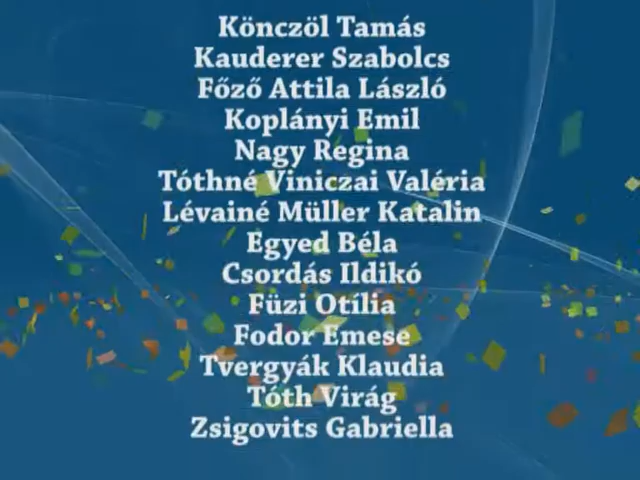 Könczöl Tamás
Kauderer Szabolcs
Főző Attila László
Koplányi Emil
Nagy Regina
Tóthné Viniczai Valéria
Lévainé Müller Katalin
Egyed Béla
Csordás Ildikó
Füzi Otília
Fodor Emese
Tvergyák Klaudia
Tóth Virág
Zsigovits Gabriella